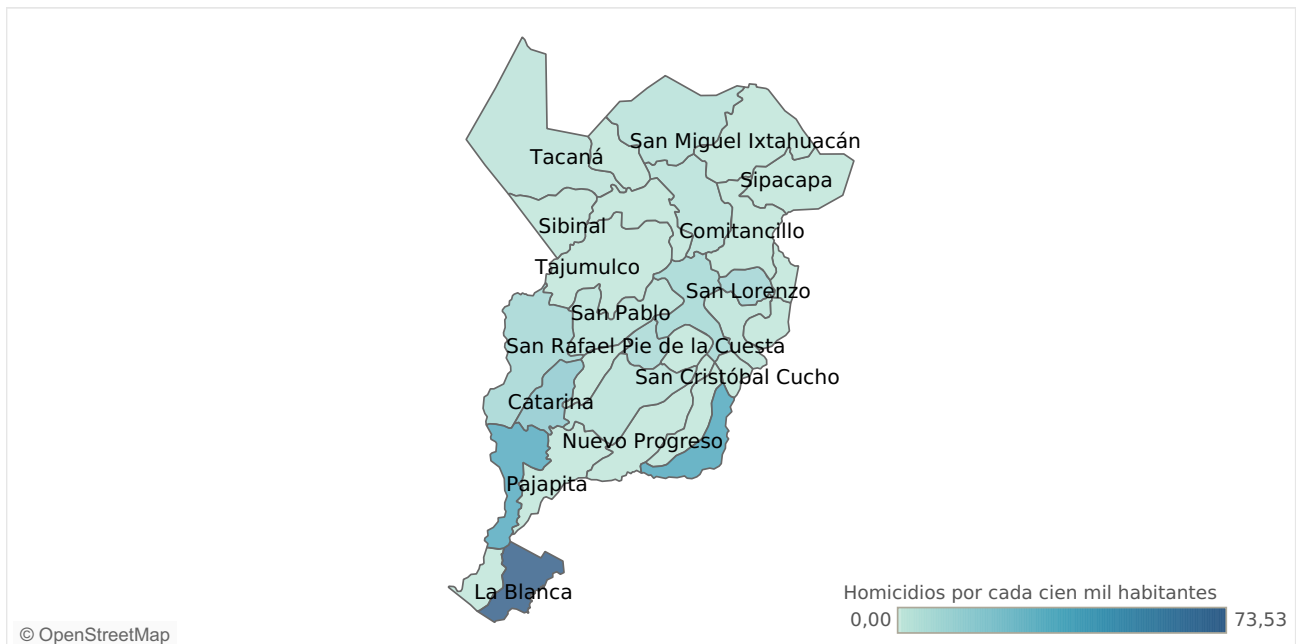 San Miguel Ixtahuacán
Tacaná
Sipacapa
Sibinal
Comitancillo
Tajumulco
San Lorenzo
San Pablo
San Rafael Pie de la Cuesta
San Cristóbal Cucho
Catarina
Nuevo Progreso
Pajapita
La Blanca
Homicidios por cada cien mil habitantes
0,00 73,53
© OpenStreetMap